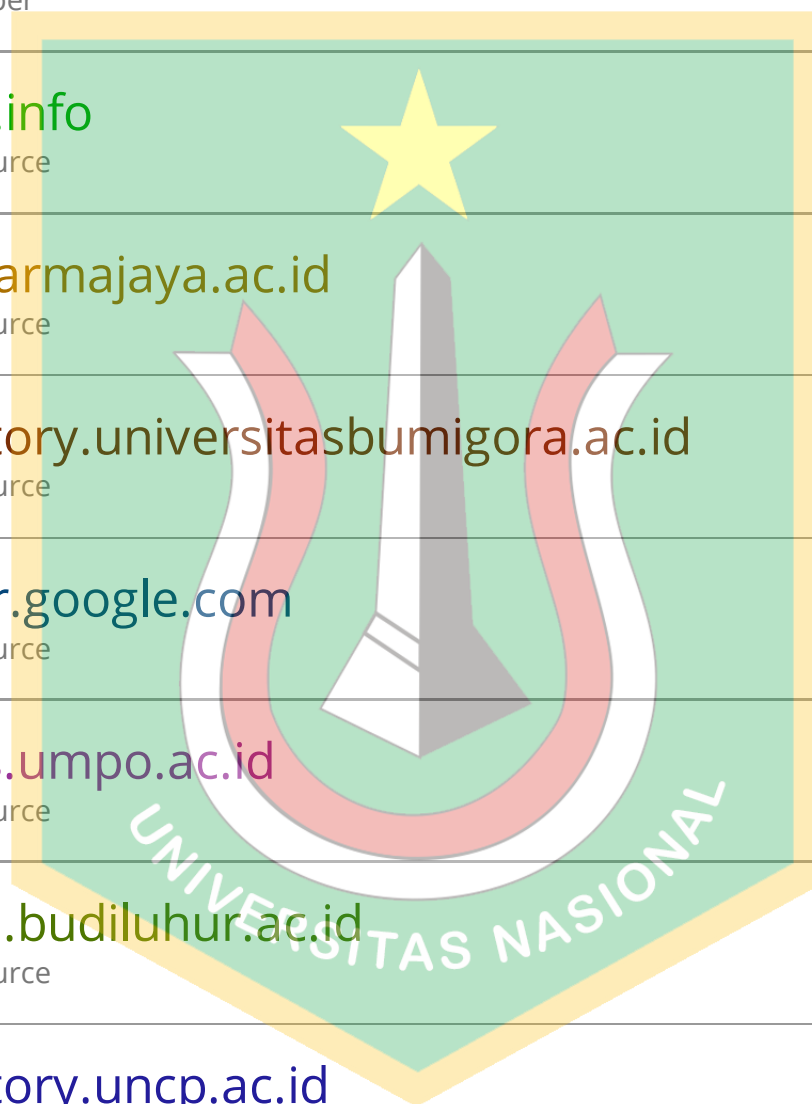 .info
urce
armajaya.ac.id
urce
tory.universitasbumigora.ac.id
urce
r.google.com
urce
.umpo.ac.id
urce
.budiluhur.ac.id
urce
UNIVERSITAS NASIONAL
tory.uncp.ac.id